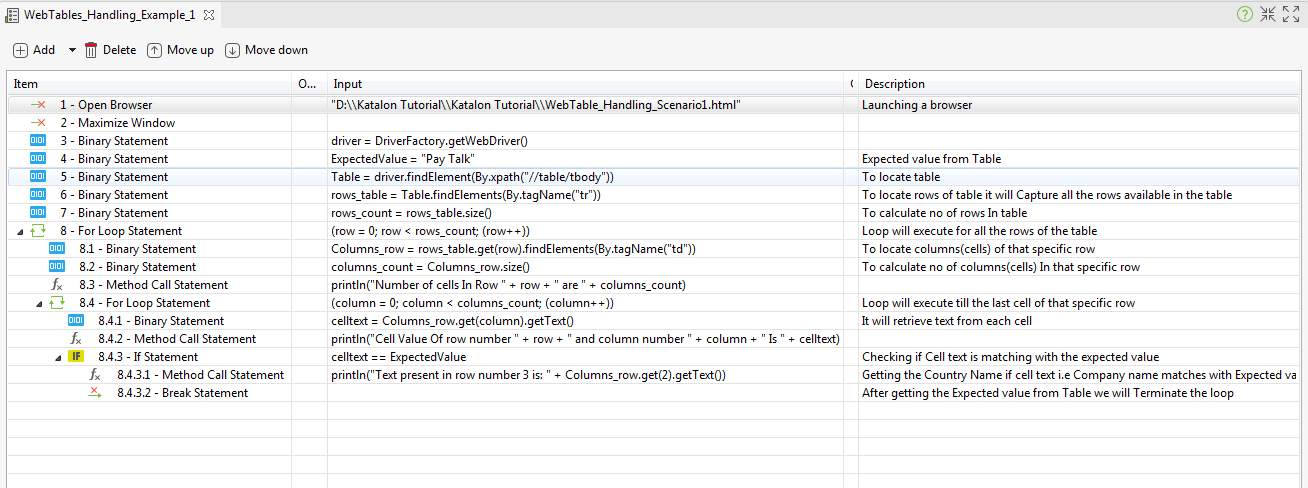 WebTables_Handling_Example_1
Add Delete Move up Move down
Item O... Input ( Description
1 - Open Browser "D:\\Katalon Tutorial\\Katalon Tutorial\\WebTable_Handling_Scenario1.html" Launching a browser
2 - Maximize Window
3 - Binary Statement driver = DriverFactory.getWebDriver()
4 - Binary Statement ExpectedValue = "Pay Talk" Expected value from Table
5 - Binary Statement Table = driver.findElement(By.xpath("//table/tbody")) To locate table
6 - Binary Statement rows_table = Table.findElements(By.tagName("tr")) To locate rows of table it will Capture all the rows available in the table
7 - Binary Statement rows_count = rows_table.size() To calculate no of rows In table
8 - For Loop Statement (row = 0; row < rows_count; (row++)) Loop will execute for all the rows of the table
8.1 - Binary Statement Columns_row = rows_table.get(row).findElements(By.tagName("td")) To locate columns(cells) of that specific row
8.2 - Binary Statement columns_count = Columns_row.size() To calculate no of columns(cells) In that specific row
8.3 - Method Call Statement println("Number of cells In Row " + row + " are " + columns_count)
8.4 - For Loop Statement (column = 0; column < columns_count; (column++)) Loop will execute till the last cell of that specific row
8.4.1 - Binary Statement celltext = Columns_row.get(column).getText() It will retrieve text from each cell
8.4.2 - Method Call Statement println("Cell Value Of row number " + row + " and column number " + column + " Is " + celltext)
IF 8.4.3 - If Statement celltext == ExpectedValue Checking if Cell text is matching with the expected value
8.4.3.1 - Method Call Statement println("Text present in row number 3 is: " + Columns_row.get(2).getText()) Getting the Country Name if cell text i.e Company name matches with Expected va
8.4.3.2 - Break Statement After getting the Expected value from Table we will Terminate the loop